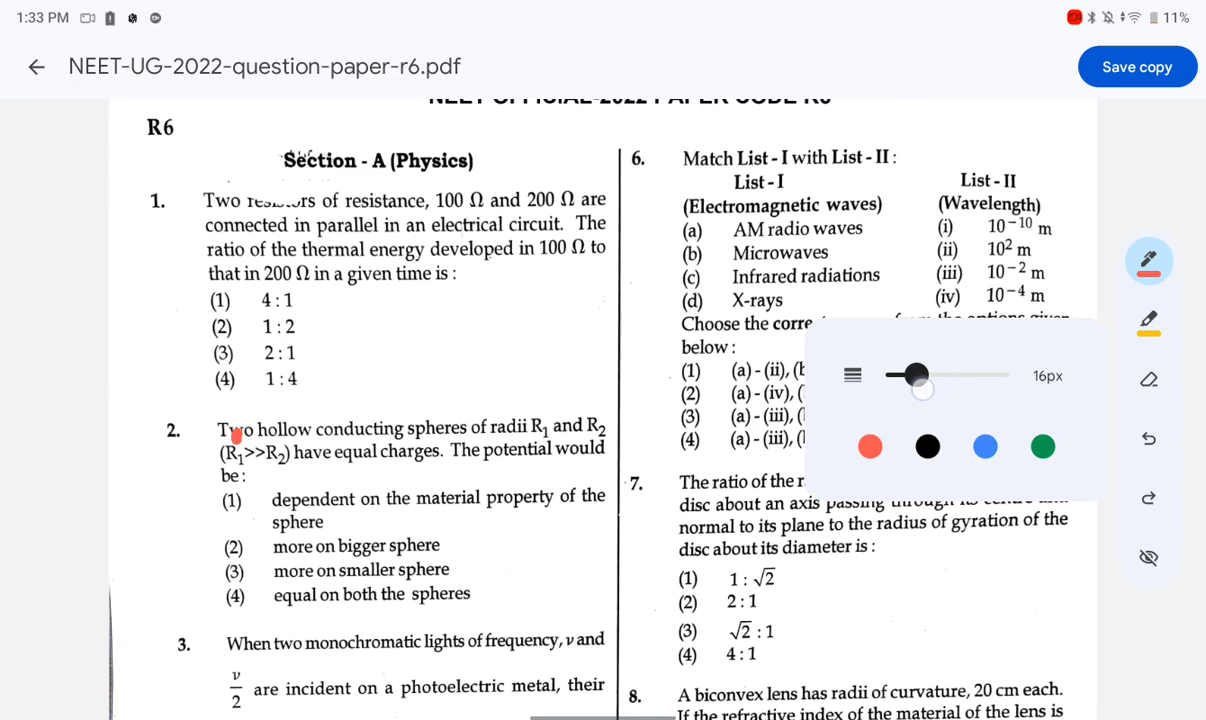 1:33 PM
11%
NEET-UG-2022-question-paper-r6.pdf
Save copy
R6
Section - A (Physics)
1. Two of resistance, 100 Ω and 200 Ω are
connected in parallel in an electrical circuit. The
ratio of the thermal energy developed in 100 Ω to
that in 200 Ω in a given time is :
(1) 4 : 1
(2) 1 : 2
(3) 2 : 1
(4) 1 : 4
2. Two hollow conducting spheres of radii R₁ and R₂
(R₁>>R₂) have equal charges. The potential would
be :
(1) dependent on the material property of the
sphere
(2) more on bigger sphere
(3) more on smaller sphere
(4) equal on both the spheres
3. When two monochromatic lights of frequency, ν and
ν/2 are incident on a photoelectric metal, their
6. Match List - I with List - II :
List - I List - II
(Electromagnetic waves) (Wavelength)
(a) AM radio waves (i) 10⁻¹⁰ m
(b) Microwaves (ii) 10² m
(c) Infrared radiations (iii) 10⁻² m
(d) X-rays (iv) 10⁻⁴ m
Choose the
below :
(1) (a) - (ii),
(2) (a) - (iv),
(3) (a) - (iii),
(4) (a) - (iii),
16px
7. The ratio of the
disc about an axis passing
normal to its plane to the radius of gyration of the
disc about its diameter is :
(1) 1 : √2
(2) 2 : 1
(3) √2 : 1
(4) 4 : 1
8. A biconvex lens has radii of curvature, 20 cm each.
If the refractive index of the material of the lens is